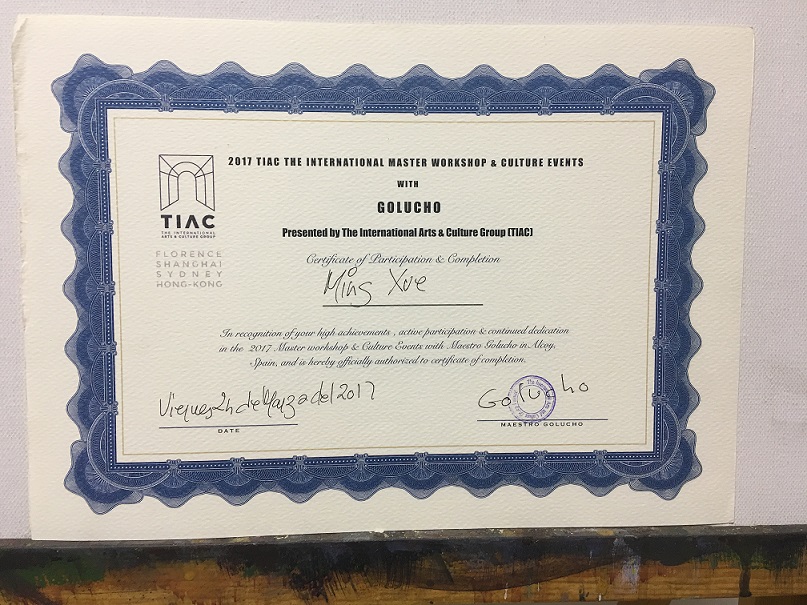 2017 TIAC THE INTERNATIONAL MASTER WORKSHOP & CULTURE EVENTS
WITH
GOLUCHO
Presented by The International Arts & Culture Group (TIAC)
TIAC
THE INTERNATIONAL
ARTS & CULTURE GROUP
FLORENCE
SHANGHAI
SYDNEY
HONG-KONG
Certificate of Participation & Completion
Ming Xue
In recognition of your high achievements , active participation & continued dedication
in the 2017 Master workshop & Culture Events with Maestro Golucho in Alcoy,
Spain, and is hereby officially authorized to certificate of completion.
de Marzo del 2017
DATE
Golucho
MAESTRO GOLUCHO